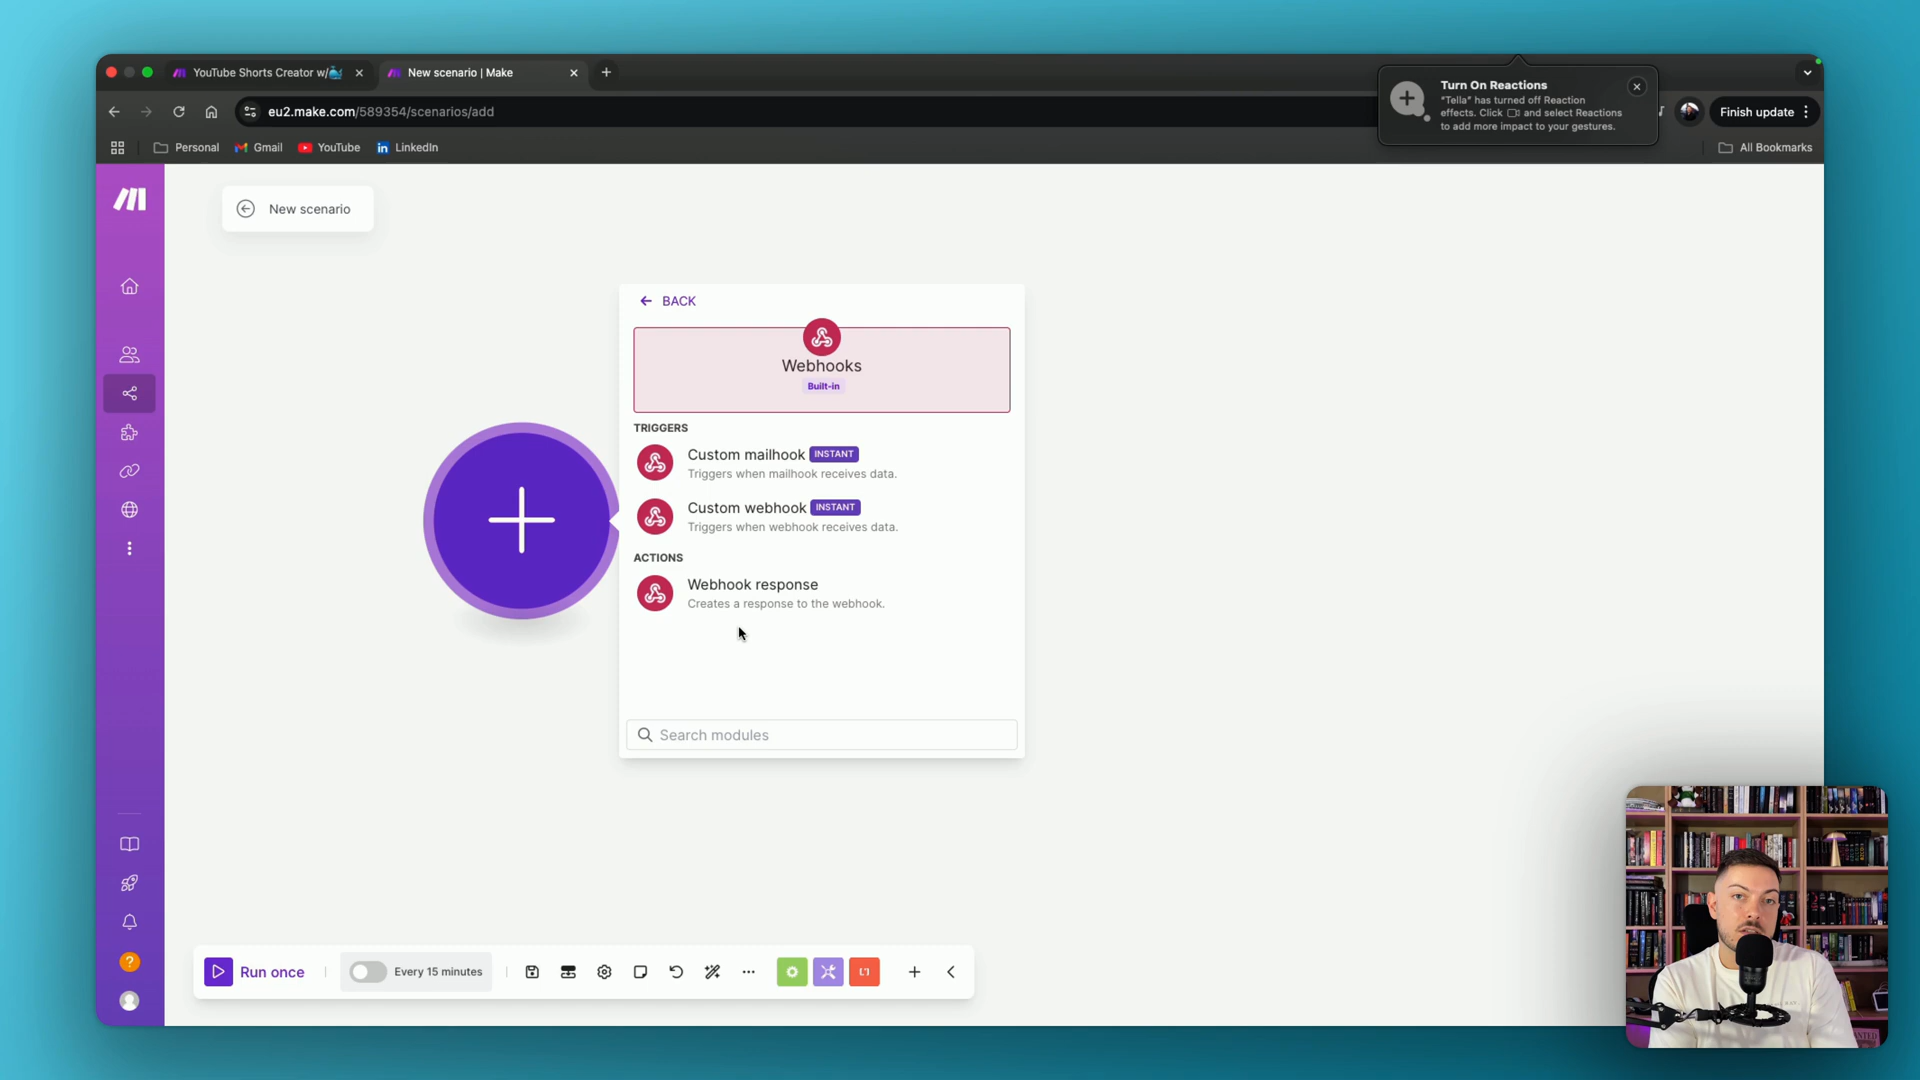 YouTube Shorts Creator w/
New scenario | Make
eu2.make.com/589354/scenarios/add
Finish update
Turn On Reactions
"Tella" has turned off Reaction
effects. Click and select Reactions
to add more impact to your gestures.
Personal
Gmail
YouTube
LinkedIn
All Bookmarks
New scenario
BACK
Webhooks
Built-in
TRIGGERS
Custom mailhook INSTANT
Triggers when mailhook receives data.
Custom webhook INSTANT
Triggers when webhook receives data.
ACTIONS
Webhook response
Creates a response to the webhook.
Search modules
Run once
Every 15 minutes